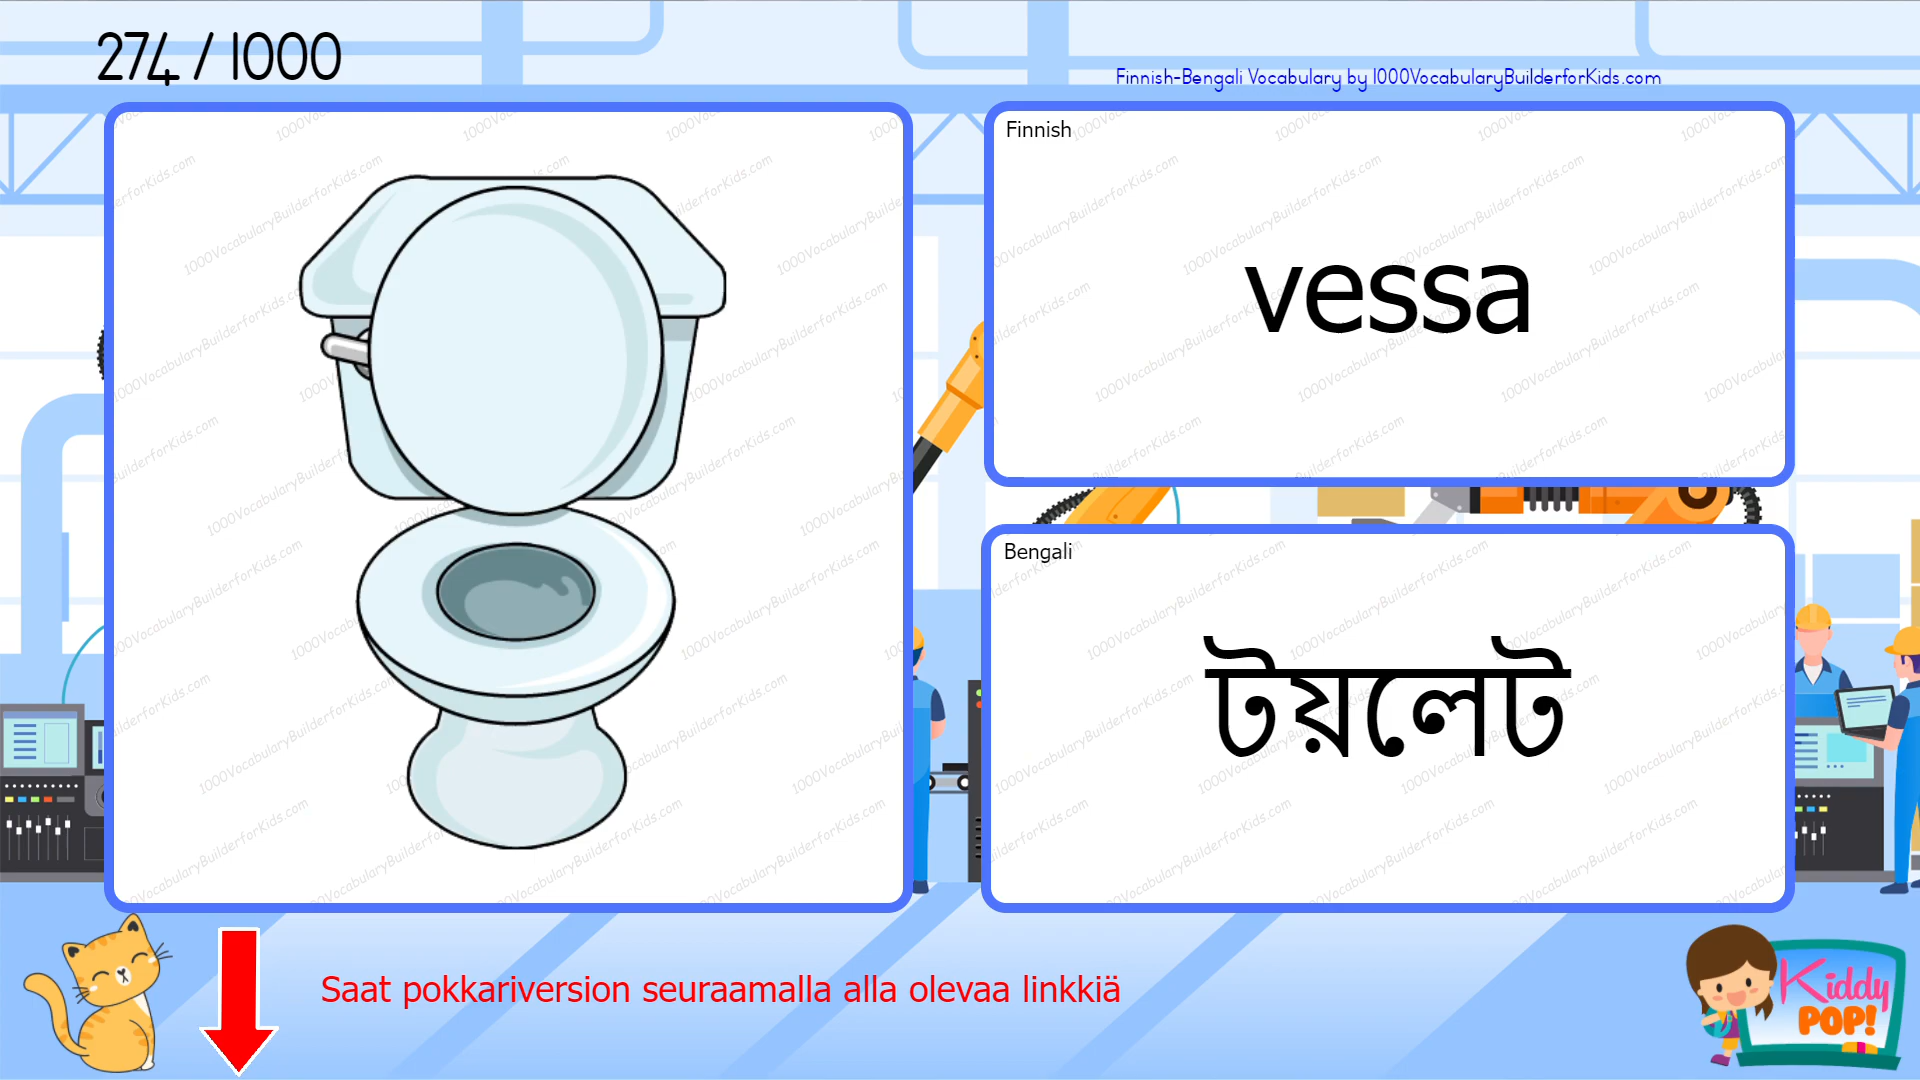 274 / 1000
Finnish-Bengali Vocabulary by 1000VocabularyBuilderforKids.com
Finnish
vessa
Bengali
টয়লেট
Saat pokkariversion seuraamalla alla olevaa linkkiä
Kiddy
POP!